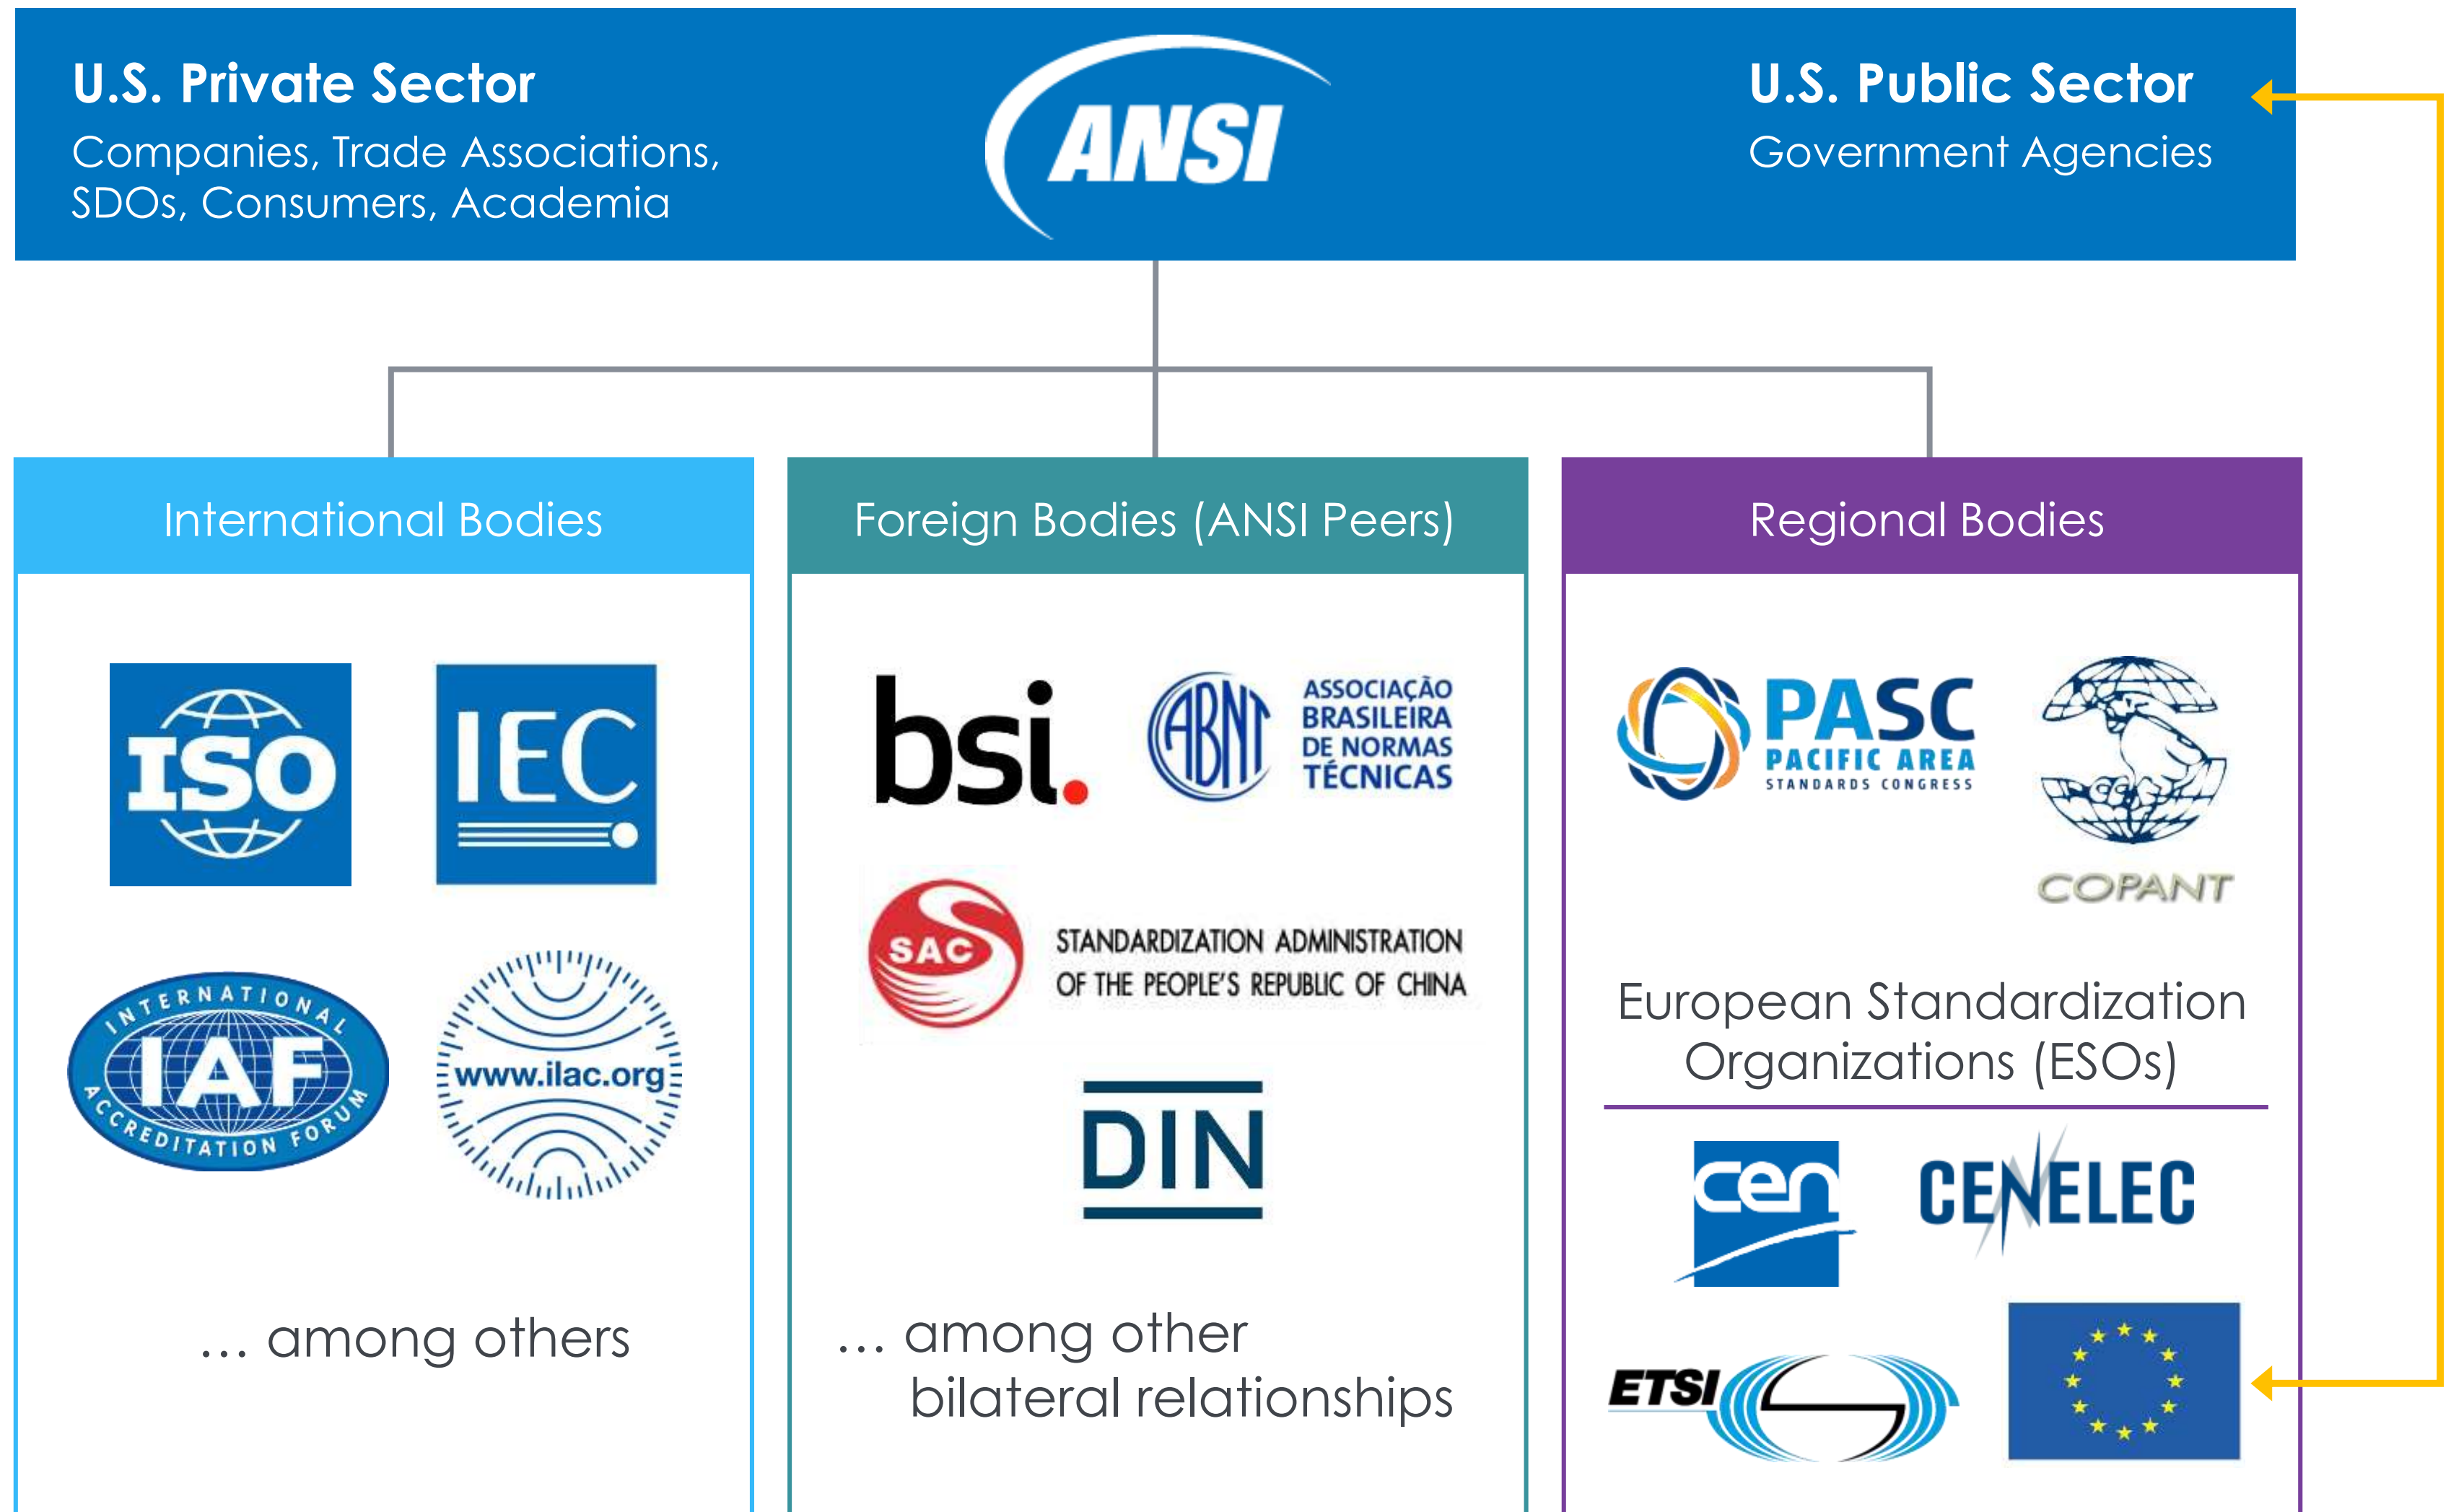 U.S. Private Sector
Companies, Trade Associations,
SDOs, Consumers, Academia
ANSI
U.S. Public Sector
Government Agencies
International Bodies
ISO
IEC
INTERNATIONAL
IAF
ACCREDITATION FORUM
www.ilac.org
... among others
Foreign Bodies (ANSI Peers)
bsi.
ABNT
ASSOCIAÇÃO
BRASILEIRA
DE NORMAS
TÉCNICAS
SAC
STANDARDIZATION ADMINISTRATION
OF THE PEOPLE'S REPUBLIC OF CHINA
DIN
... among other
bilateral relationships
Regional Bodies
PASC
PACIFIC AREA
STANDARDS CONGRESS
COPANT
European Standardization
Organizations (ESOs)
cen
CENELEC
ETSI